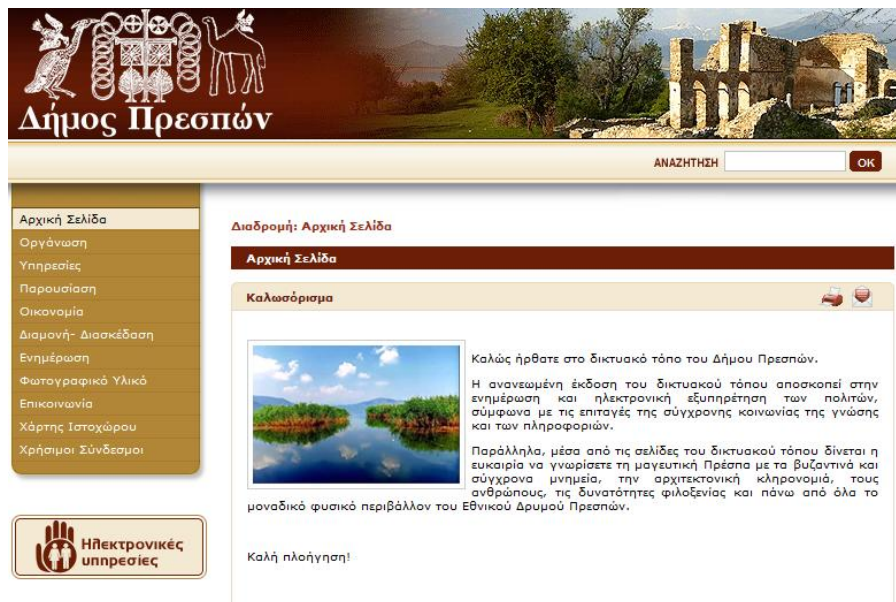 Δήμος Πρεσπών
ΑΝΑΖΗΤΗΣΗ
OK
Αρχική Σελίδα
Οργάνωση
Υπηρεσίες
Παρουσίαση
Οικονομία
Διαμονή- Διασκέδαση
Ενημέρωση
Φωτογραφικό Υλικό
Επικοινωνία
Χάρτης Ιστοχώρου
Χρήσιμοι Σύνδεσμοι
Ηλεκτρονικές
υπηρεσίες
Διαδρομή: Αρχική Σελίδα
Αρχική Σελίδα
Καλωσόρισμα
Καλώς ήρθατε στο δικτυακό τόπο του Δήμου Πρεσπών.
Η ανανεωμένη έκδοση του δικτυακού τόπου αποσκοπεί στην
ενημέρωση και ηλεκτρονική εξυπηρέτηση των πολιτών,
σύμφωνα με τις επιταγές της σύγχρονης κοινωνίας της γνώσης
και των πληροφοριών.
Παράλληλα, μέσα από τις σελίδες του δικτυακού τόπου δίνεται η
ευκαιρία να γνωρίσετε τη μαγευτική Πρέσπα με τα βυζαντινά και
σύγχρονα μνημεία, την αρχιτεκτονική κληρονομιά, τους
ανθρώπους, τις δυνατότητες φιλοξενίας και πάνω από όλα το
μοναδικό φυσικό περιβάλλον του Εθνικού Δρυμού Πρεσπών.
Καλή πλοήγηση!